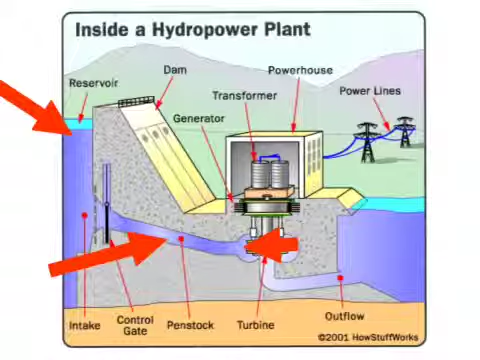 Inside a Hydropower Plant
Reservoir
Dam
Powerhouse
Transformer
Power Lines
Generator
Intake
Control
Gate
Penstock
Turbine
Outflow
©2001 HowStuffWorks